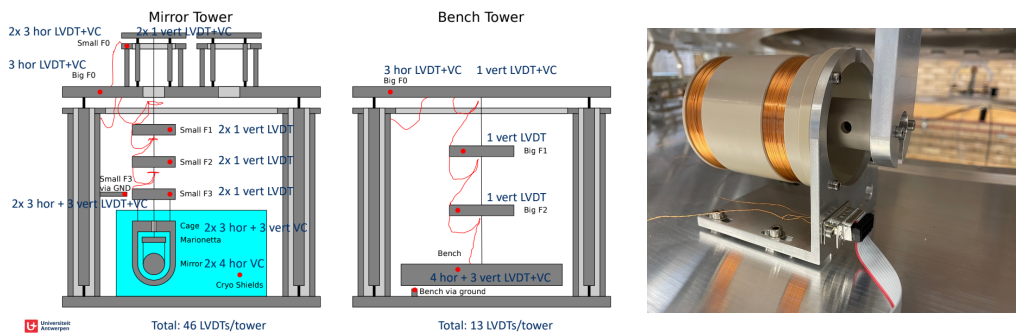 Mirror Tower
2x 3 hor LVDT+VC
2x 1 vert LVDT+VC
Small F0
3 hor LVDT+VC
Big F0
Small F1
2x 1 vert LVDT
Small F2
2x 1 vert LVDT
Small F3
via GND
Small F3
2x 1 vert LVDT
2x 3 hor + 3 vert LVDT+VC
Cage
2x 3 hor + 3 vert VC
Marionetta
Mirror
2x 4 hor VC
Cryo Shields
Universiteit
Antwerpen
Total: 46 LVDTs/tower
Bench Tower
3 hor LVDT+VC
1 vert LVDT+VC
Big F0
1 vert LVDT
Big F1
1 vert LVDT
Big F2
Bench
4 hor + 3 vert LVDT+VC
Bench via ground
Total: 13 LVDTs/tower